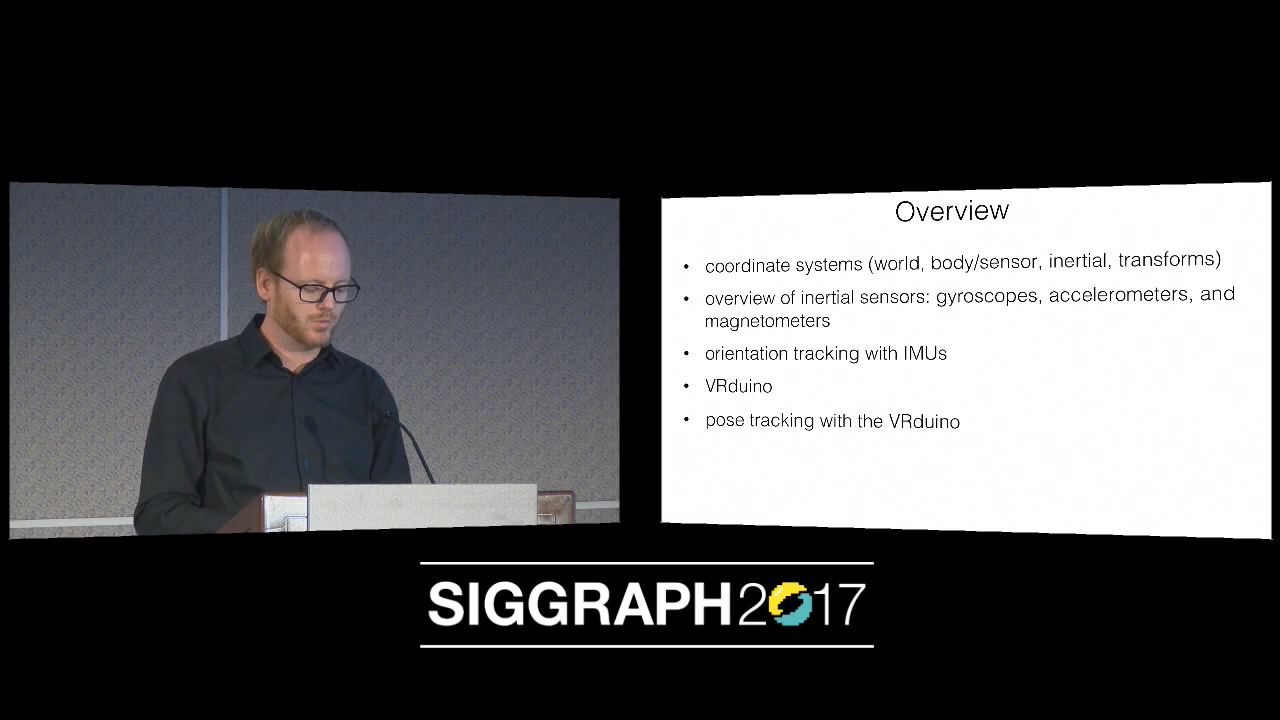 Overview
• coordinate systems (world, body/sensor, inertial, transforms)
• overview of inertial sensors: gyroscopes, accelerometers, and
magnetometers
• orientation tracking with IMUs
• VRduino
• pose tracking with the VRduino
SIGGRAPH2017